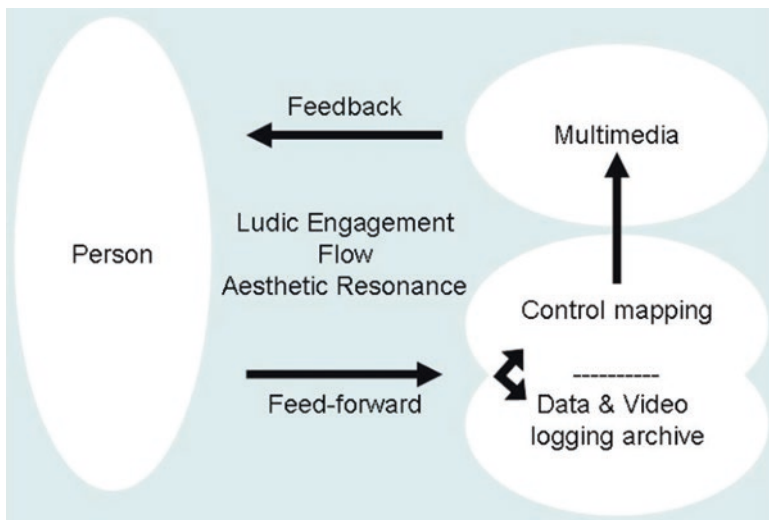 Feedback
Multimedia
Person
Ludic Engagement
Flow
Aesthetic Resonance
Control mapping
----------
Feed-forward
Data & Video
logging archive